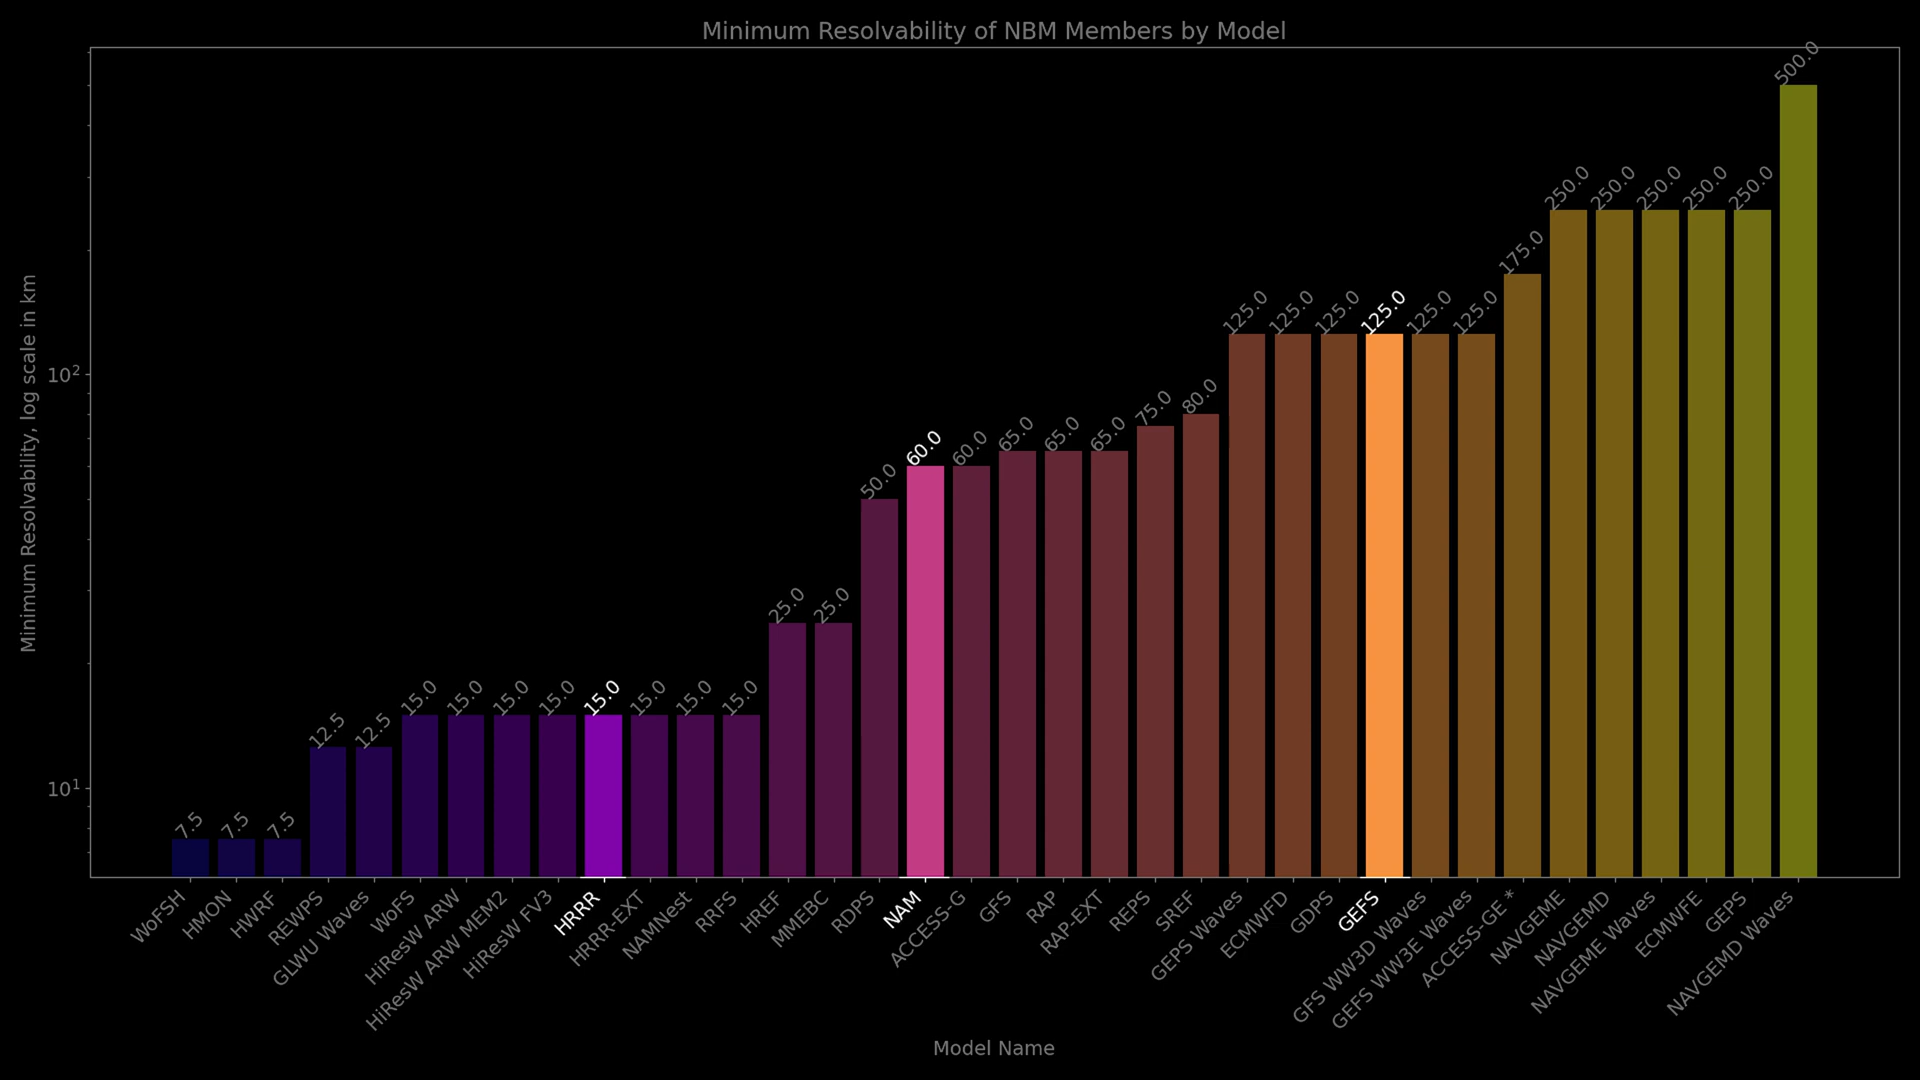 Minimum Resolvability of NBM Members by Model
Minimum Resolvability, log scale in km
10²
10¹
7.5
7.5
7.5
12.5
12.5
15.0
15.0
15.0
15.0
15.0
15.0
15.0
15.0
25.0
25.0
50.0
60.0
60.0
65.0
65.0
65.0
75.0
80.0
125.0
125.0
125.0
125.0
125.0
125.0
175.0
250.0
250.0
250.0
250.0
250.0
500.0
WoFSH
HMON
HWRF
REWPS
GLWU Waves
WoFS
HiResW ARW
HiResW ARW MEM2
HiResW FV3
HRRR
HRRR-EXT
NAMNest
RRFS
HREF
MMEBC
RDPS
NAM
ACCESS-G
GFS
RAP
RAP-EXT
REPS
SREF
GEPS Waves
ECMWFD
GDPS
GEFS
GFS WW3D Waves
GEFS WW3E Waves
ACCESS-GE *
NAVGEME
NAVGEMD
NAVGEME Waves
ECMWFE
GEPS
NAVGEMD Waves
Model Name